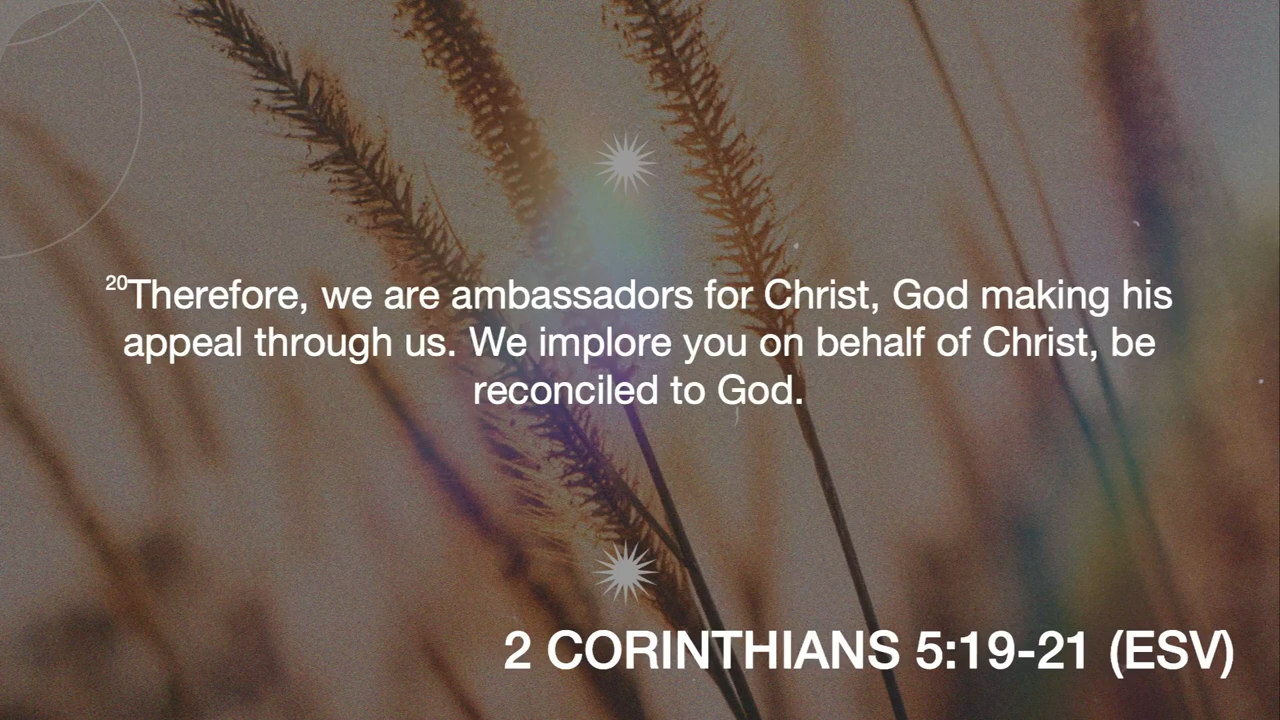 20Therefore, we are ambassadors for Christ, God making his
appeal through us. We implore you on behalf of Christ, be
reconciled to God.
2 CORINTHIANS 5:19-21 (ESV)